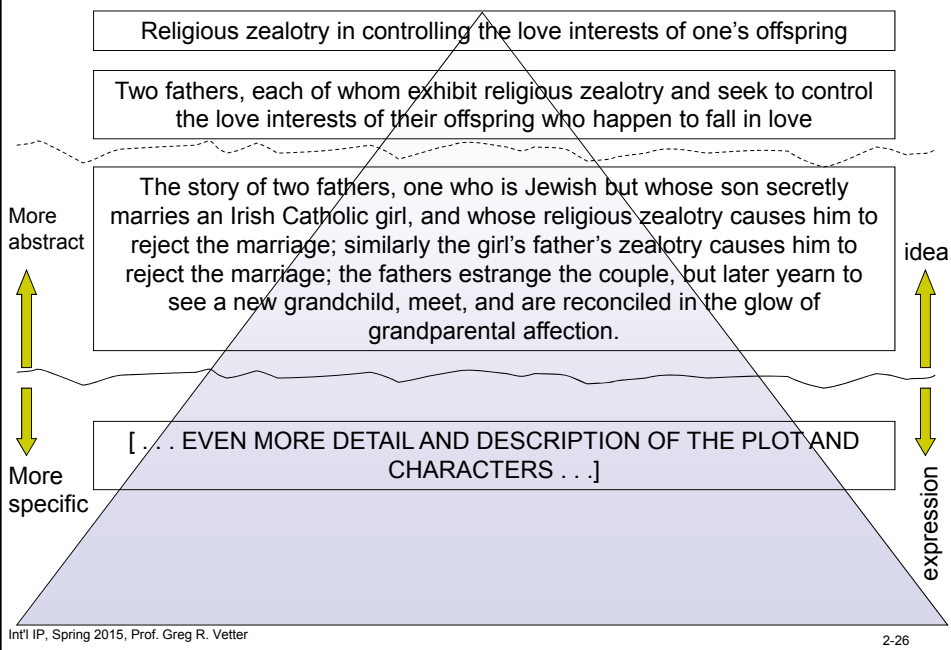 Religious zealotry in controlling the love interests of one's offspring
Two fathers, each of whom exhibit religious zealotry and seek to control
the love interests of their offspring who happen to fall in love
The story of two fathers, one who is Jewish but whose son secretly
marries an Irish Catholic girl, and whose religious zealotry causes him to
reject the marriage; similarly the girl's father's zealotry causes him to
reject the marriage; the fathers estrange the couple, but later yearn to
see a new grandchild, meet, and are reconciled in the glow of
grandparental affection.
More
abstract
idea
[ . . . EVEN MORE DETAIL AND DESCRIPTION OF THE PLOT AND
CHARACTERS . . .]
More
specific
expression
Int'l IP, Spring 2015, Prof. Greg R. Vetter
2-26